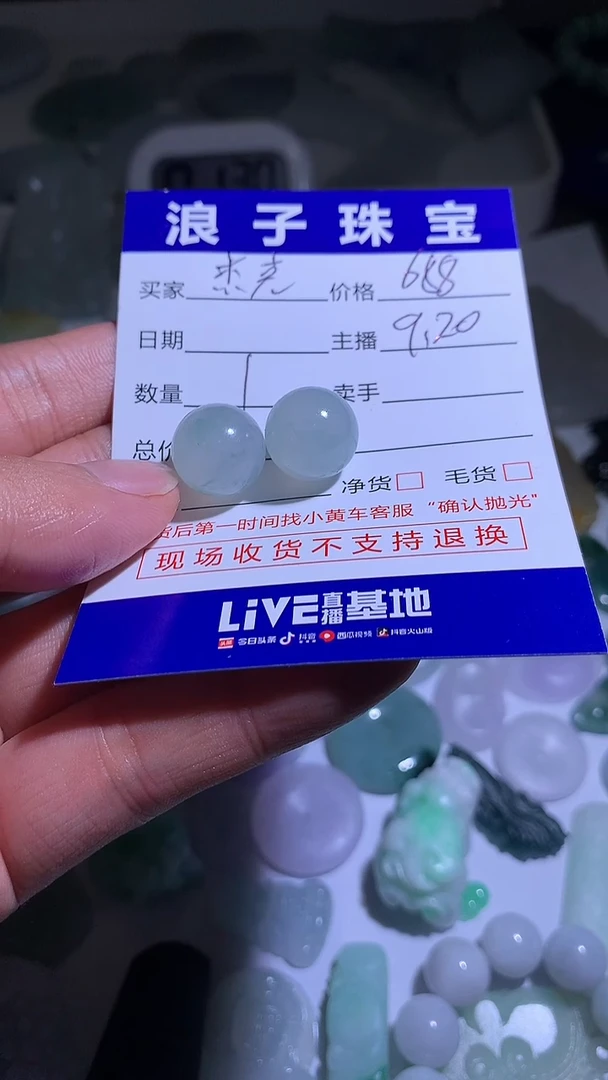 浪子珠宝
买家 价格 688
日期 主播 9.20
数量 卖手
总价
净货 毛货
货后第一时间找小黄车客服“确认抛光”
现场收货不支持退换
LiVE直播基地
今日头条 抖音 西瓜视频 抖音火山版